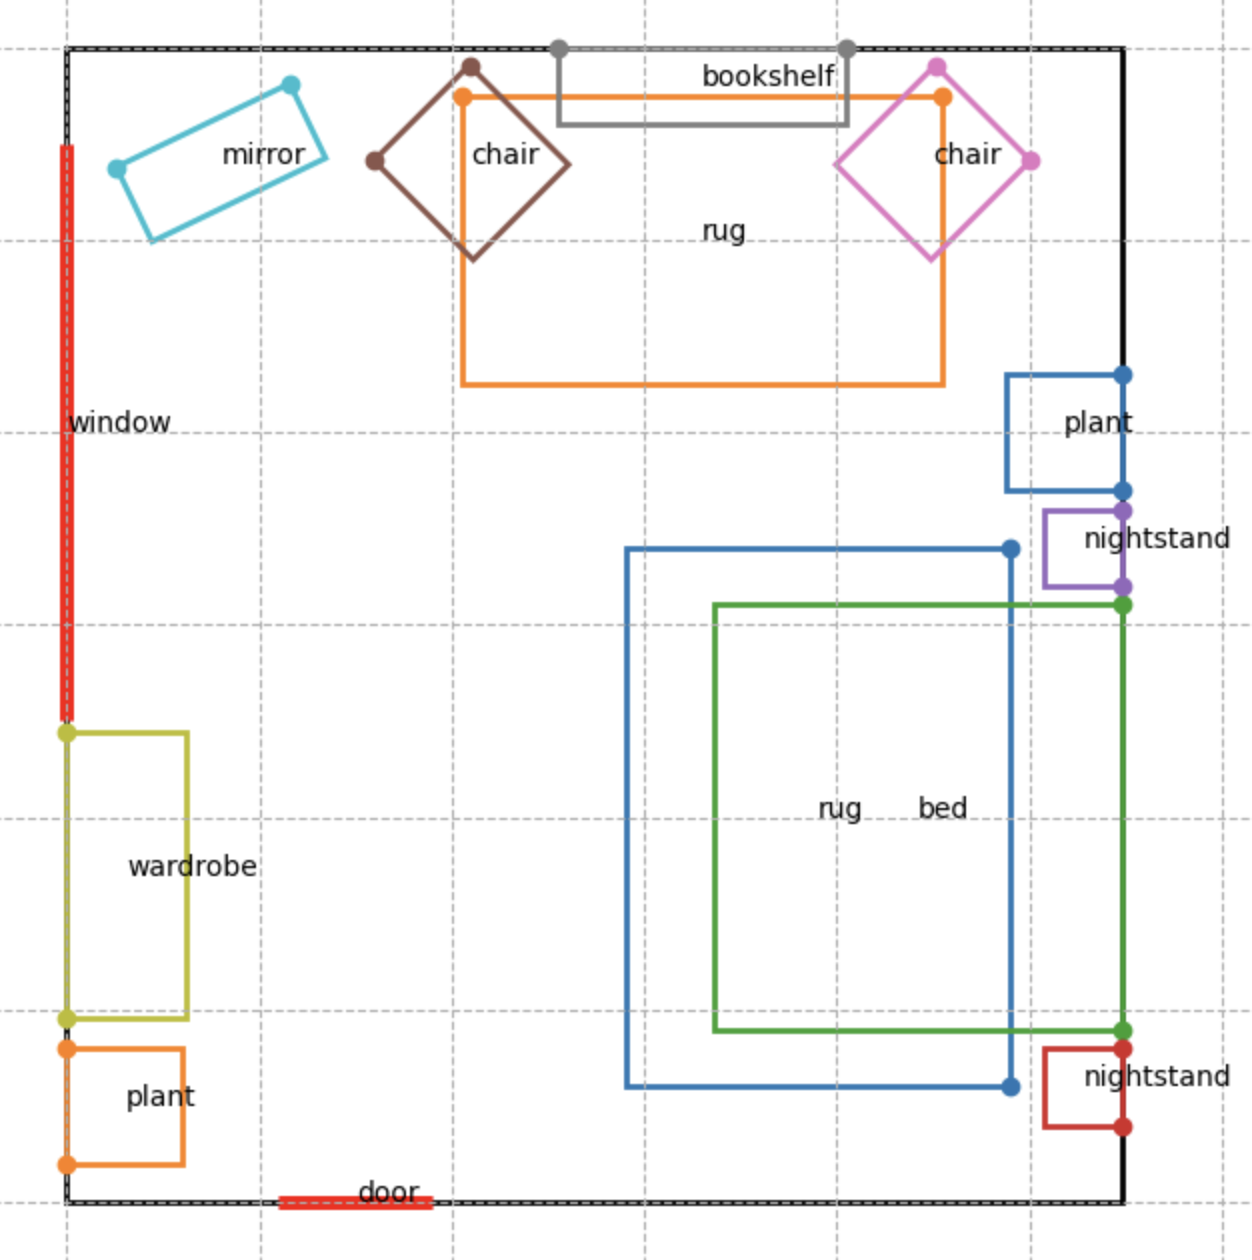 bookshelf
mirror
chair
chair
rug
window
plant
nightstand
rug
bed
wardrobe
nightstand
plant
door